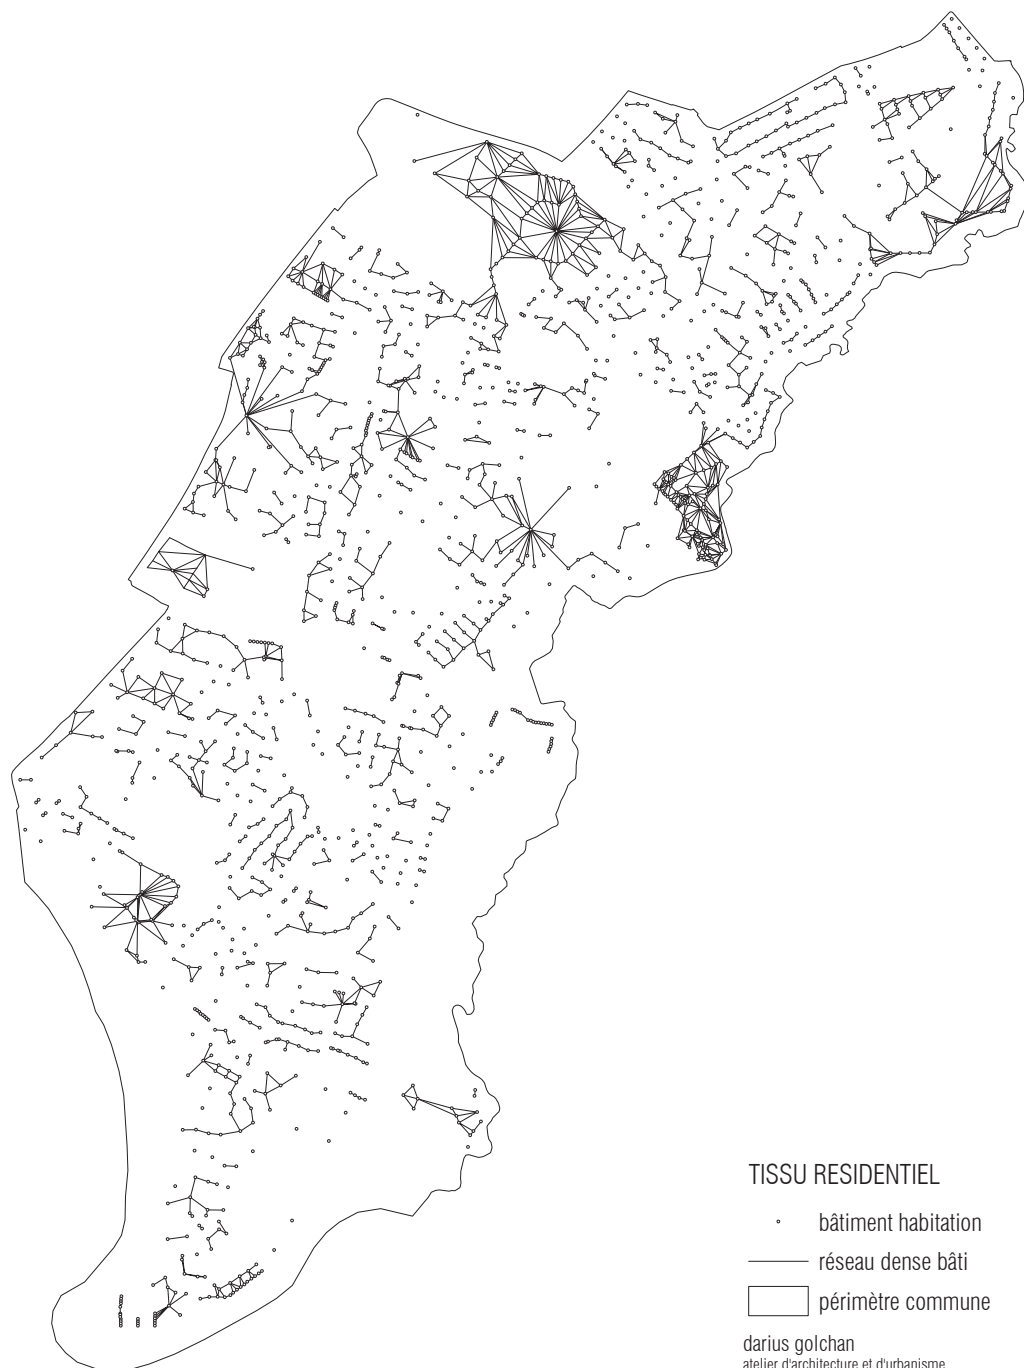 TISSU RESIDENTIEL
bâtiment habitation
réseau dense bâti
périmètre commune
darius golchan
atelier d'architecture et d'urbanisme